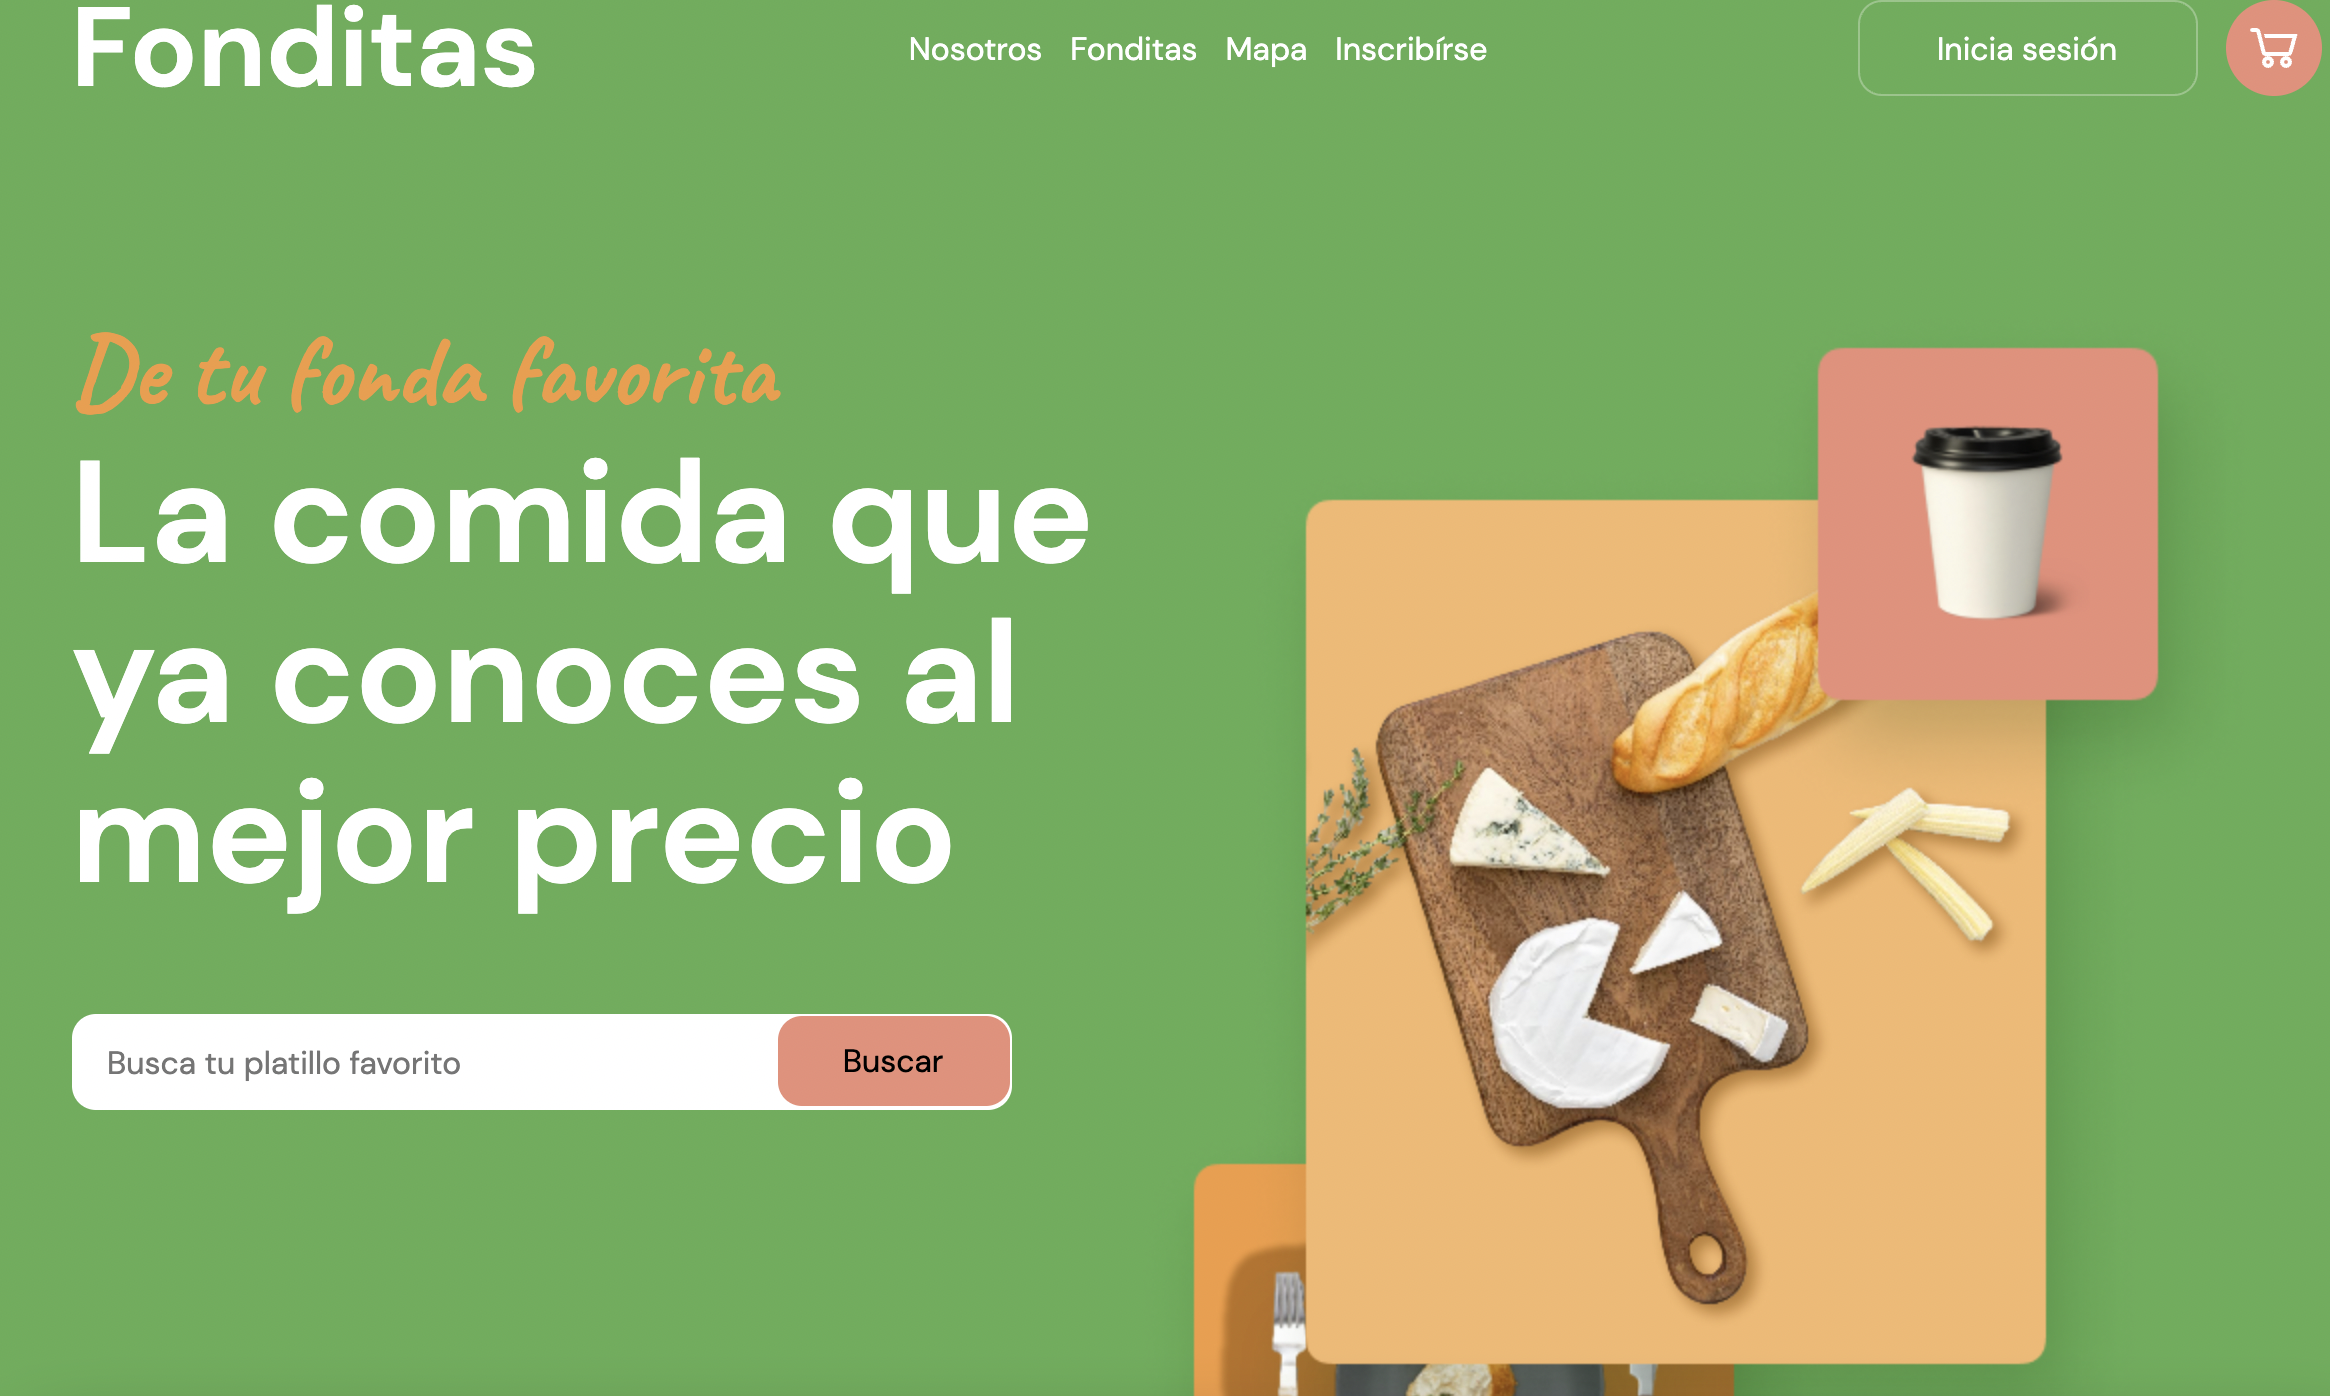 Fonditas
Nosotros Fonditas Mapa Inscribírse
Inicia sesión
De tu fonda favorita
La comida que
ya conoces al
mejor precio
Busca tu platillo favorito
Buscar